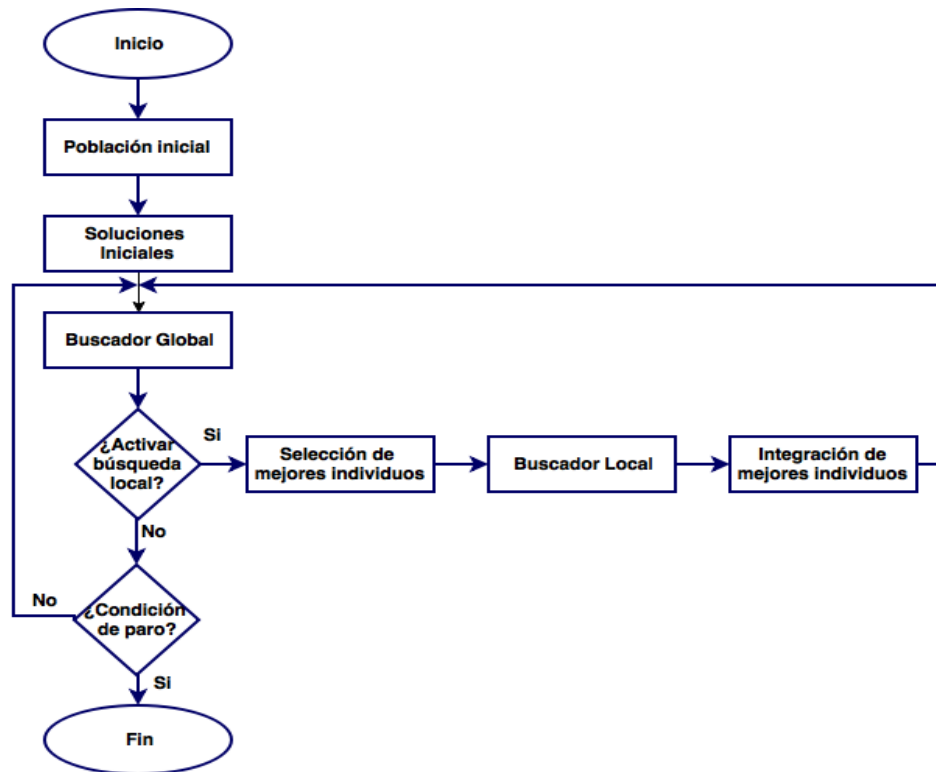 Inicio
Población inicial
Soluciones
Iniciales
Buscador Global
¿Activar
búsqueda
local?
Si
Selección de
mejores individuos
Buscador Local
Integración de
mejores individuos
No
¿Condición
de paro?
No
Si
Fin